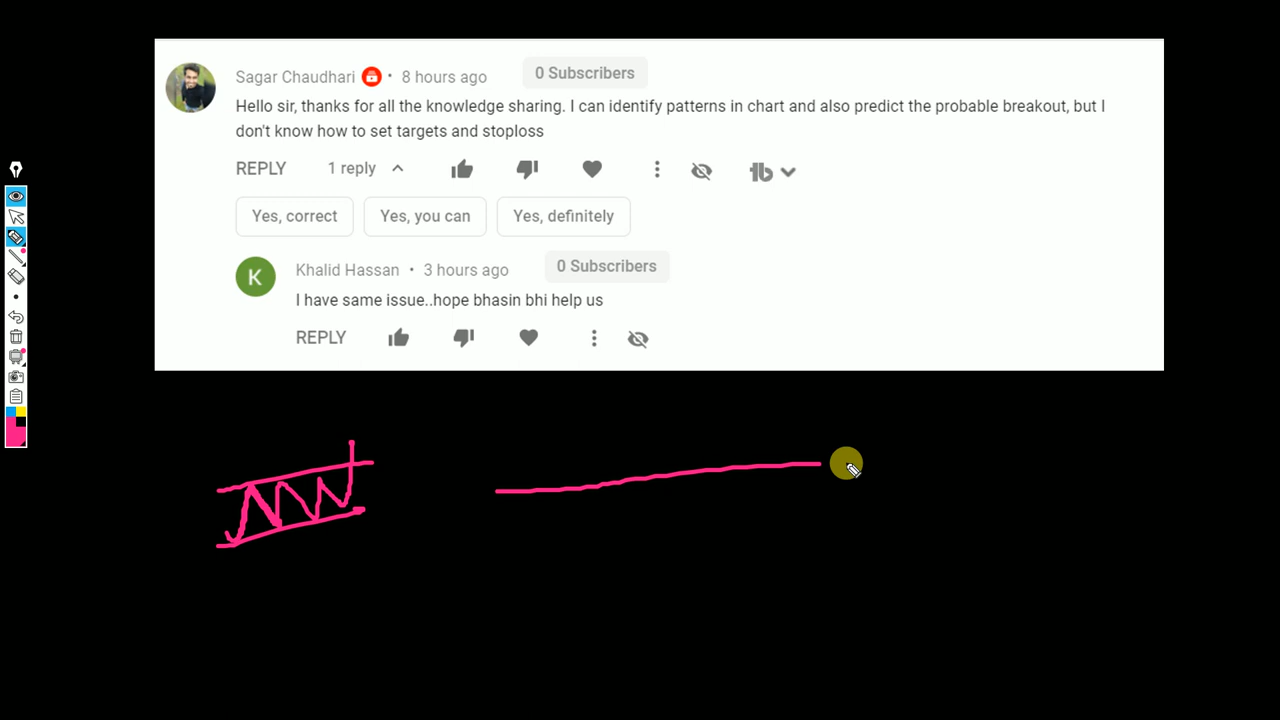 Sagar Chaudhari • 8 hours ago 0 Subscribers
Hello sir, thanks for all the knowledge sharing. I can identify patterns in chart and also predict the probable breakout, but I
don't know how to set targets and stoploss
REPLY 1 reply
Yes, correct Yes, you can Yes, definitely
K Khalid Hassan • 3 hours ago 0 Subscribers
I have same issue..hope bhasin bhi help us
REPLY